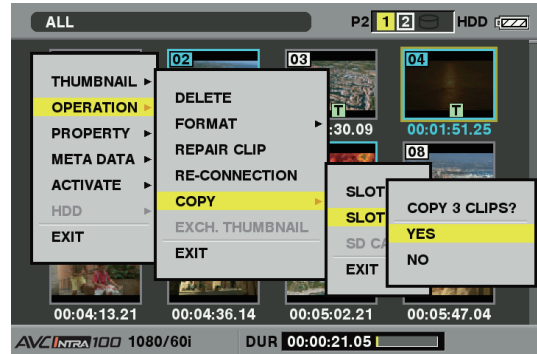 ALL
P2 1 2 HDD
THUMBNAIL
OPERATION
PROPERTY
META DATA
ACTIVATE
HDD
EXIT
DELETE
FORMAT
REPAIR CLIP
RE-CONNECTION
COPY
EXCH. THUMBNAIL
EXIT
SLOT
SLOT
SD CA
EXIT
COPY 3 CLIPS?
YES
NO
02
03
04
T
T
:30.09
00:01:51.25
08
00:04:13.21
00:04:36.14
00:05:02.21
00:05:47.04
AVC INTRA 100 1080/60i
DUR 00:00:21.05